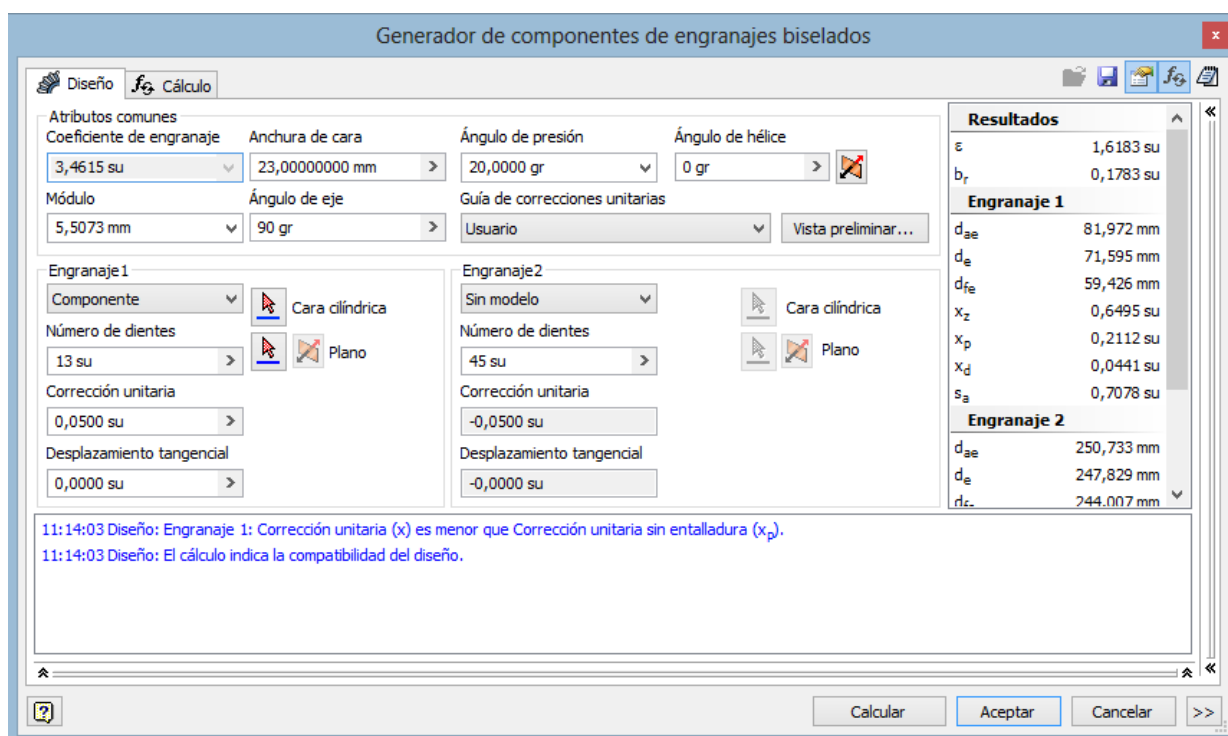 Generador de componentes de engranajes biselados
x
Diseño
fG Cálculo
fG
Atributos comunes
Coeficiente de engranaje Anchura de cara Ángulo de presión Ángulo de hélice
3,4615 su 23,00000000 mm > 20,0000 gr 0 gr >
Módulo Ángulo de eje Guía de correcciones unitarias
5,5073 mm 90 gr > Usuario Vista preliminar...
Engranaje1
Componente
Cara cilíndrica
Número de dientes
Plano
13 su >
Corrección unitaria
0,0500 su >
Desplazamiento tangencial
0,0000 su >
Engranaje2
Sin modelo
Cara cilíndrica
Número de dientes
Plano
45 su >
Corrección unitaria
-0,0500 su
Desplazamiento tangencial
-0,0000 su
Resultados
ε 1,6183 su
br 0,1783 su
Engranaje 1
dae 81,972 mm
de 71,595 mm
dfe 59,426 mm
xz 0,6495 su
xp 0,2112 su
xd 0,0441 su
sa 0,7078 su
Engranaje 2
dae 250,733 mm
de 247,829 mm
dfe 244,007 mm
11:14:03 Diseño: Engranaje 1: Corrección unitaria (x) es menor que Corrección unitaria sin entalladura (xp).
11:14:03 Diseño: El cálculo indica la compatibilidad del diseño.
?
Calcular Aceptar Cancelar >>